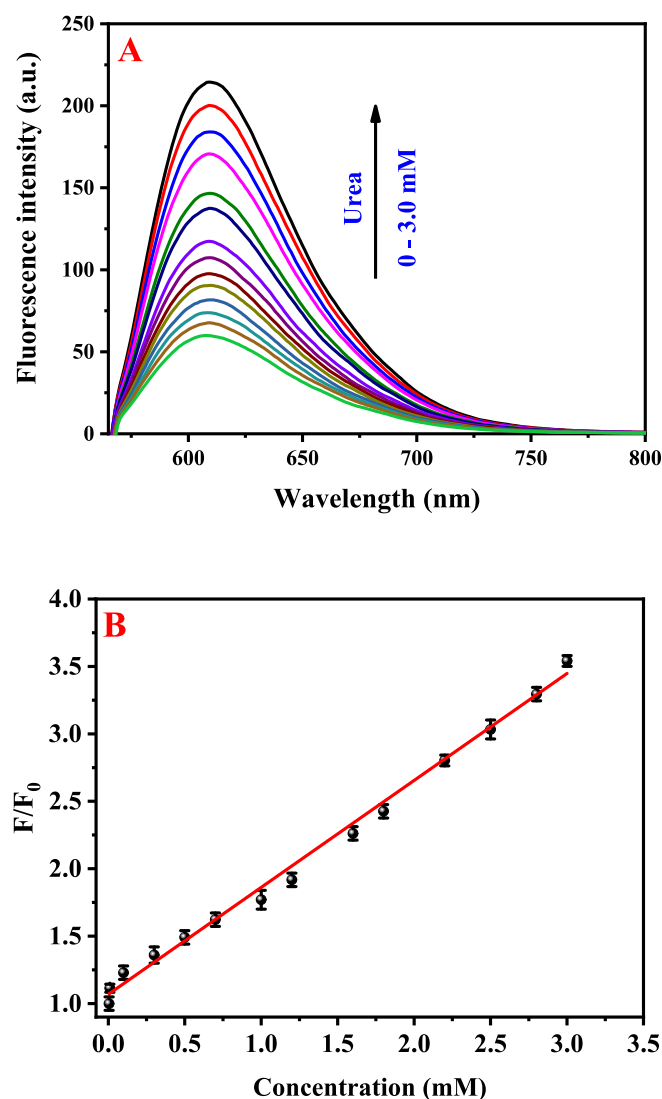 A
250
200
150
100
50
0
Fluorescence intensity (a.u.)
Urea
0 - 3.0 mM
600 650 700 750 800
Wavelength (nm)
B
4.0
3.5
3.0
2.5
2.0
1.5
1.0
F/F0
0.0 0.5 1.0 1.5 2.0 2.5 3.0 3.5
Concentration (mM)